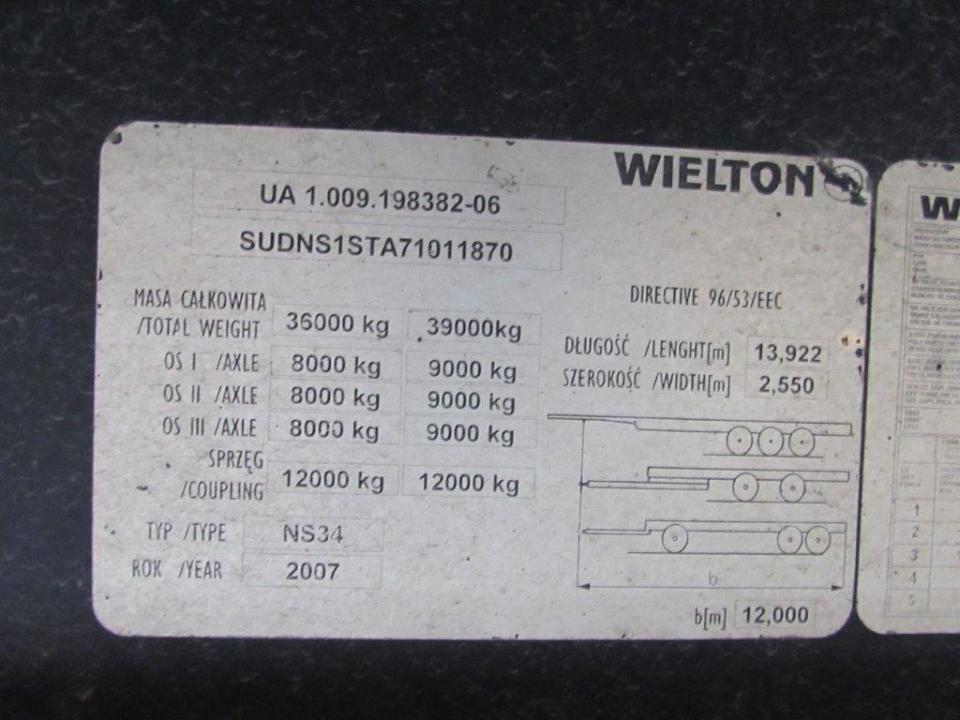 WIELTON
UA 1.009.198382-06
SUDNS1STA71011870
MASA CAŁKOWITA
/TOTAL WEIGHT 36000 kg 39000kg
OS I /AXLE 8000 kg 9000 kg
OS II /AXLE 8000 kg 9000 kg
OS III /AXLE 8000 kg 9000 kg
SPRZĘG
/COUPLING 12000 kg 12000 kg
TYP /TYPE NS34
ROK /YEAR 2007
DIRECTIVE 96/53/EEC
DŁUGOŚĆ /LENGHT[m] 13,922
SZEROKOŚĆ /WIDTH[m] 2,550
b
b[m] 12,000
W
1
2
3
4
5